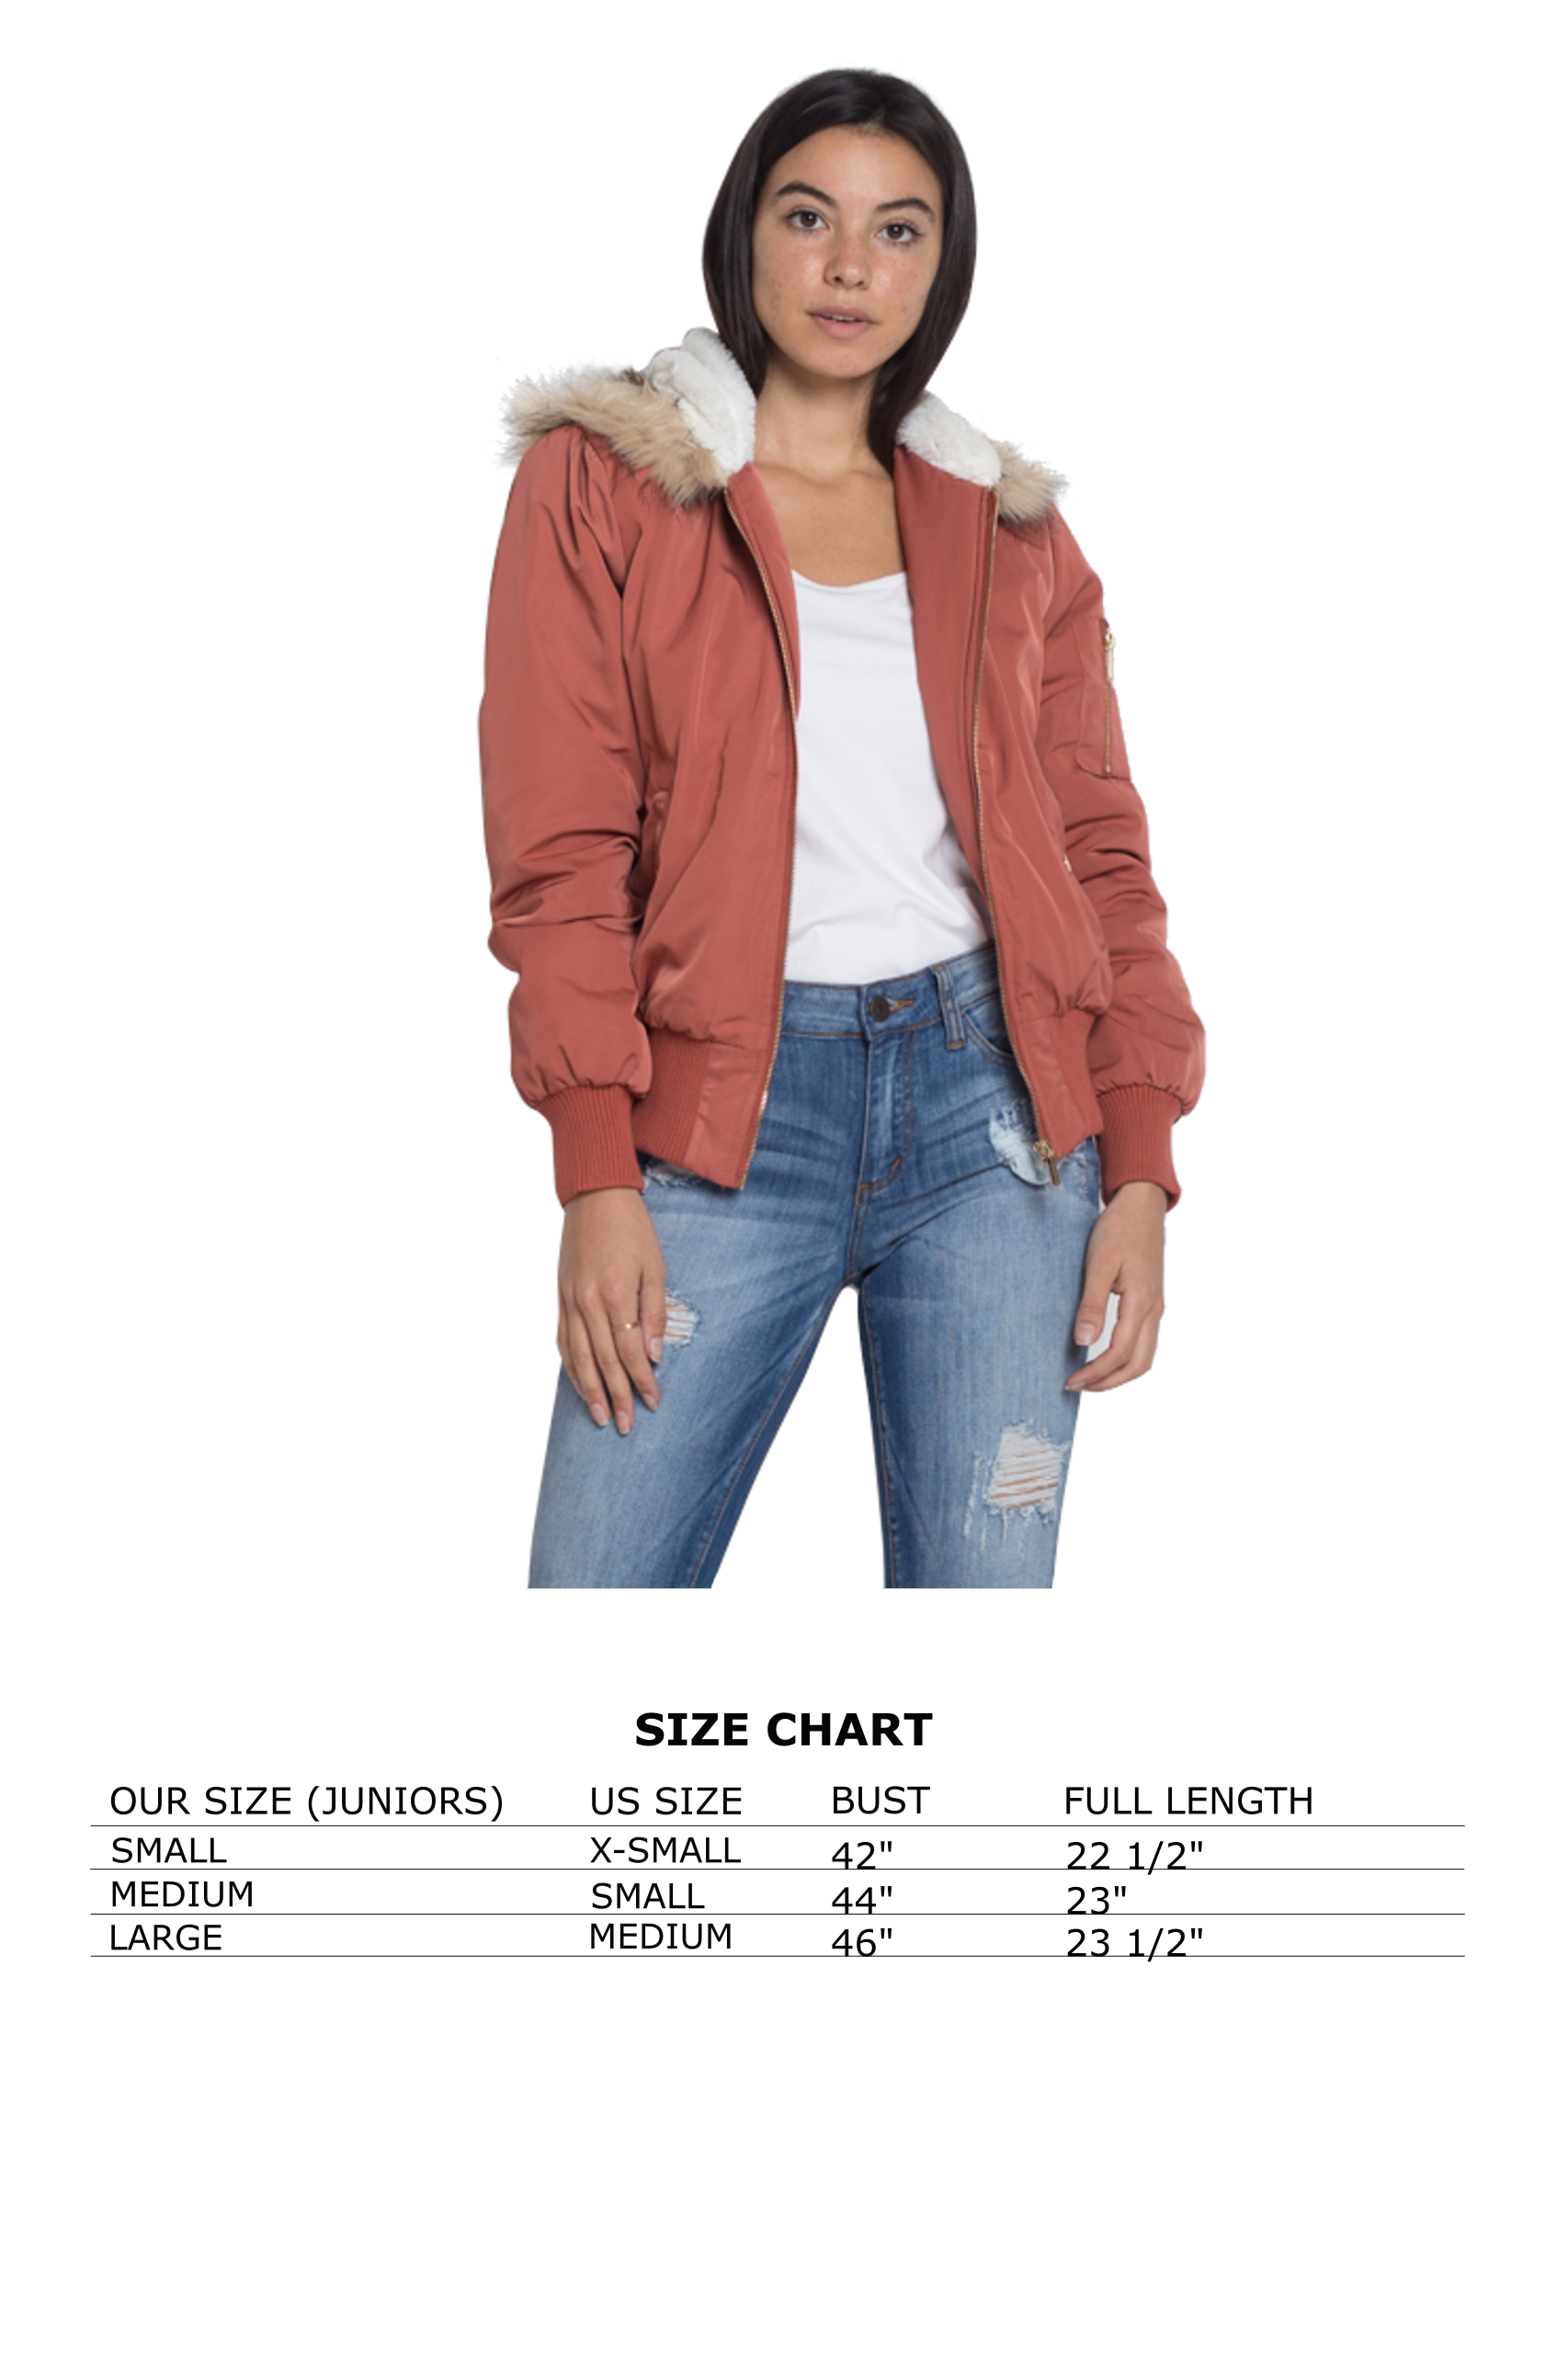 SIZE CHART
OUR SIZE (JUNIORS) US SIZE BUST FULL LENGTH
SMALL X-SMALL 42" 22 1/2"
MEDIUM SMALL 44" 23"
LARGE MEDIUM 46" 23 1/2"